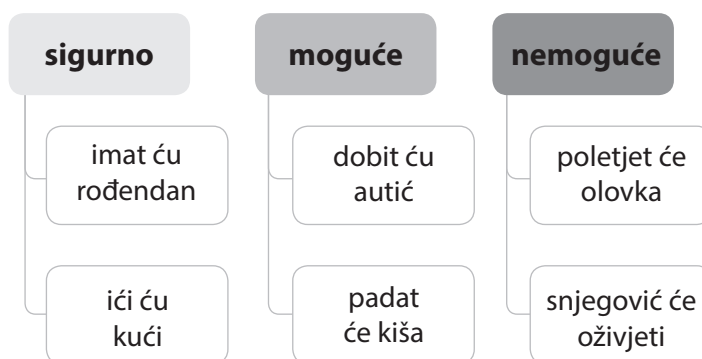 sigurno
imat ću
rođendan
ići ću
kući
moguće
dobit ću
autić
padat
će kiša
nemoguće
poletjet će
olovka
snjegović će
oživjeti